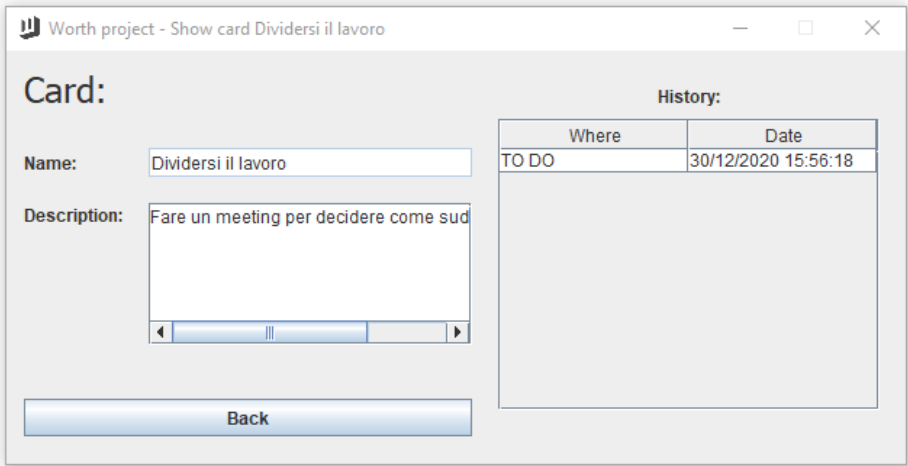 Worth project - Show card Dividersi il lavoro
Card:
Name:
Dividersi il lavoro
Description:
Fare un meeting per decidere come sud
Back
History:
Where Date
TO DO 30/12/2020 15:56:18